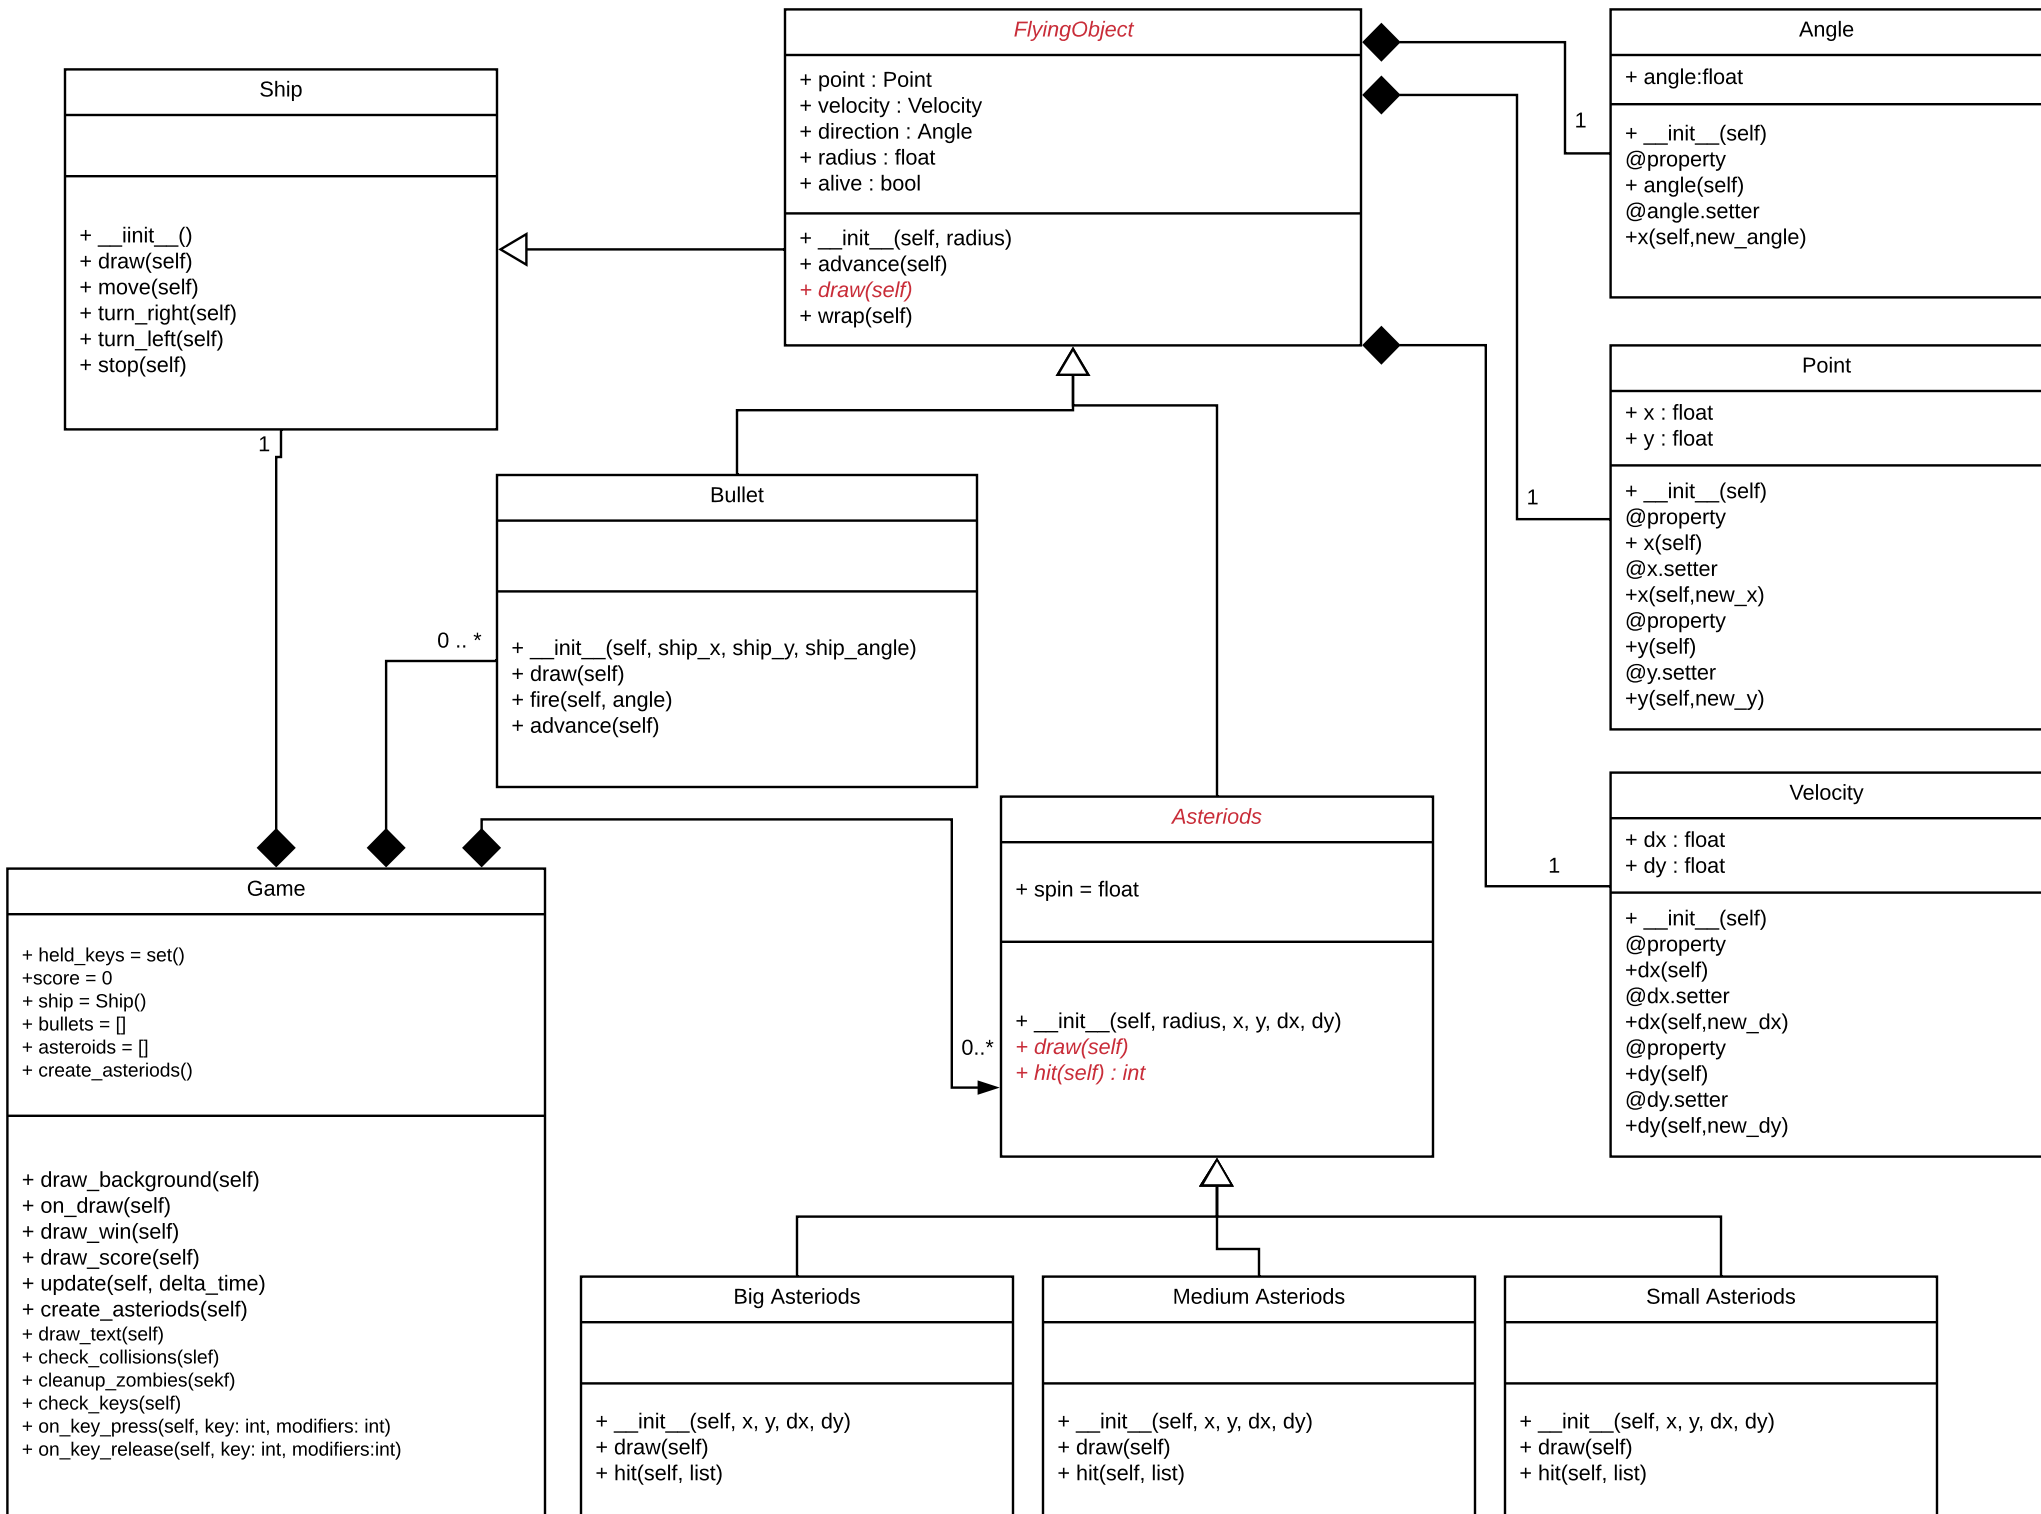 FlyingObject
+ point : Point
+ velocity : Velocity
+ direction : Angle
+ radius : float
+ alive : bool
+ __init__(self, radius)
+ advance(self)
+ draw(self)
+ wrap(self)
Angle
+ angle:float
+ __init__(self)
@property
+ angle(self)
@angle.setter
+x(self,new_angle)
1
Ship
+ __iinit__()
+ draw(self)
+ move(self)
+ turn_right(self)
+ turn_left(self)
+ stop(self)
1
Point
+ x : float
+ y : float
+ __init__(self)
@property
+ x(self)
@x.setter
+x(self,new_x)
@property
+y(self)
@y.setter
+y(self,new_y)
1
Bullet
+ __init__(self, ship_x, ship_y, ship_angle)
+ draw(self)
+ fire(self, angle)
+ advance(self)
0 .. *
Velocity
+ dx : float
+ dy : float
+ __init__(self)
@property
+dx(self)
@dx.setter
+dx(self,new_dx)
@property
+dy(self)
@dy.setter
+dy(self,new_dy)
1
Asteriods
+ spin = float
+ __init__(self, radius, x, y, dx, dy)
+ draw(self)
+ hit(self) : int
0..*
Game
+ held_keys = set()
+score = 0
+ ship = Ship()
+ bullets = []
+ asteroids = []
+ create_asteriods()
+ draw_background(self)
+ on_draw(self)
+ draw_win(self)
+ draw_score(self)
+ update(self, delta_time)
+ create_asteriods(self)
+ draw_text(self)
+ check_collisions(slef)
+ cleanup_zombies(sekf)
+ check_keys(self)
+ on_key_press(self, key: int, modifiers: int)
+ on_key_release(self, key: int, modifiers:int)
Big Asteriods
+ __init__(self, x, y, dx, dy)
+ draw(self)
+ hit(self, list)
Medium Asteriods
+ __init__(self, x, y, dx, dy)
+ draw(self)
+ hit(self, list)
Small Asteriods
+ __init__(self, x, y, dx, dy)
+ draw(self)
+ hit(self, list)